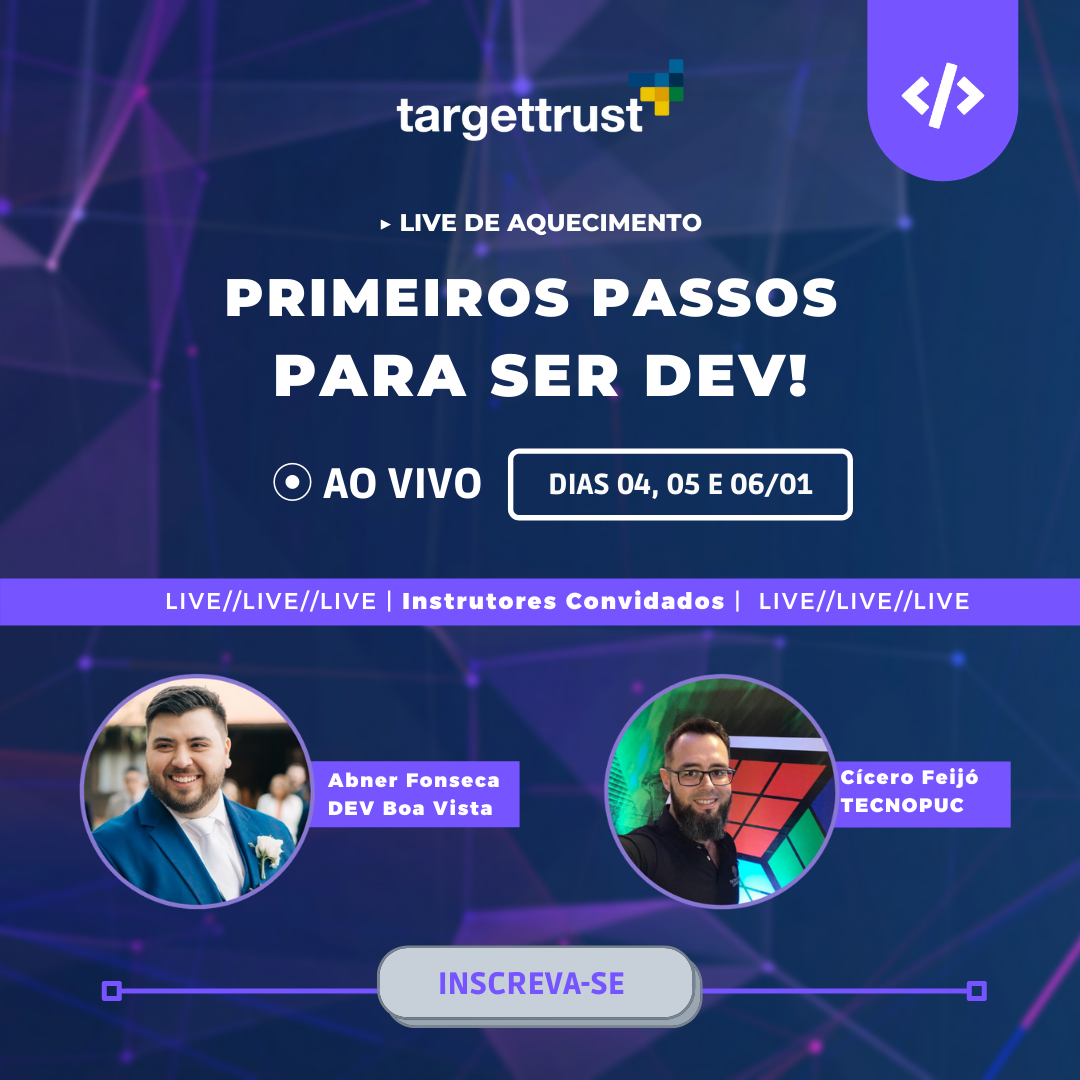 targettrust
</>
▸ LIVE DE AQUECIMENTO
PRIMEIROS PASSOS
PARA SER DEV!
AO VIVO
DIAS 04, 05 E 06/01
LIVE//LIVE//LIVE | Instrutores Convidados | LIVE//LIVE//LIVE
Abner Fonseca
DEV Boa Vista
Cícero Feijó
TECNOPUC
INSCREVA-SE